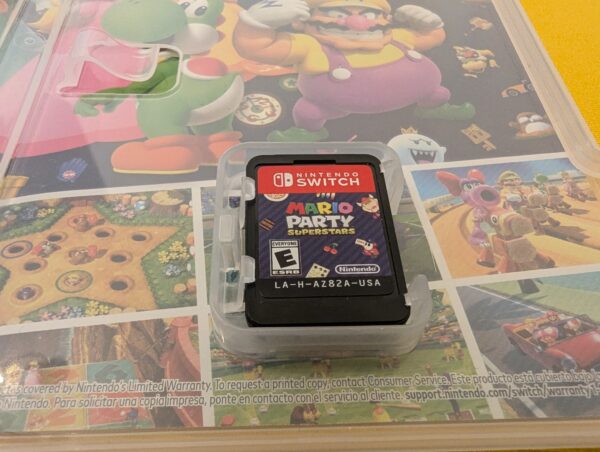 NINTENDO
SWITCH
MARIO
PARTY
SUPERSTARS
EVERYONE
E
ESRB
Nintendo
LA-H-AZ82A-USA
is covered by Nintendo's Limited Warranty. To request a printed copy, contact Consumer Service. Este producto está cubierto
Nintendo. Para solicitar una copia impresa, ponte en contacto con el servicio al cliente. support.nintendo.com/switch/warranty